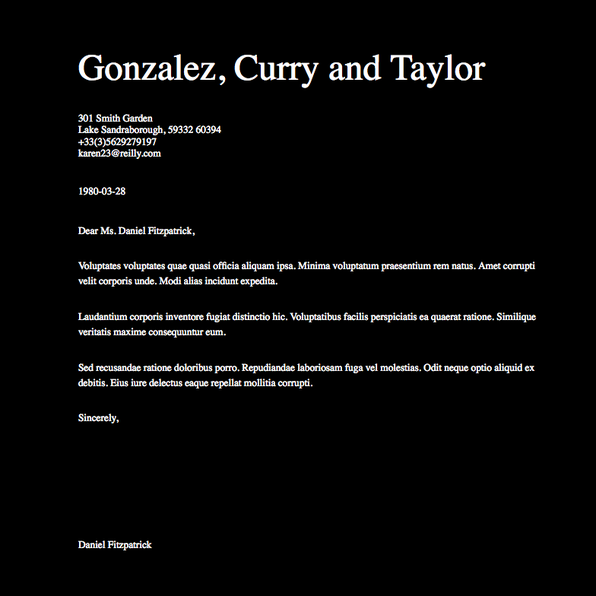 Gonzalez, Curry and Taylor
301 Smith Garden
Lake Sandraborough, 59332 60394
+33(3)5629279197
karen23@reilly.com
1980-03-28
Dear Ms. Daniel Fitzpatrick,
Voluptates voluptates quae quasi officia aliquam ipsa. Minima voluptatum praesentium rem natus. Amet corrupti
velit corporis unde. Modi alias incidunt expedita.
Laudantium corporis inventore fugiat distinctio hic. Voluptatibus facilis perspiciatis ea quaerat ratione. Similique
veritatis maxime consequuntur eum.
Sed recusandae ratione doloribus porro. Repudiandae laboriosam fuga vel molestias. Odit neque optio aliquid ex
debitis. Eius iure delectus eaque repellat mollitia corrupti.
Sincerely,
Daniel Fitzpatrick